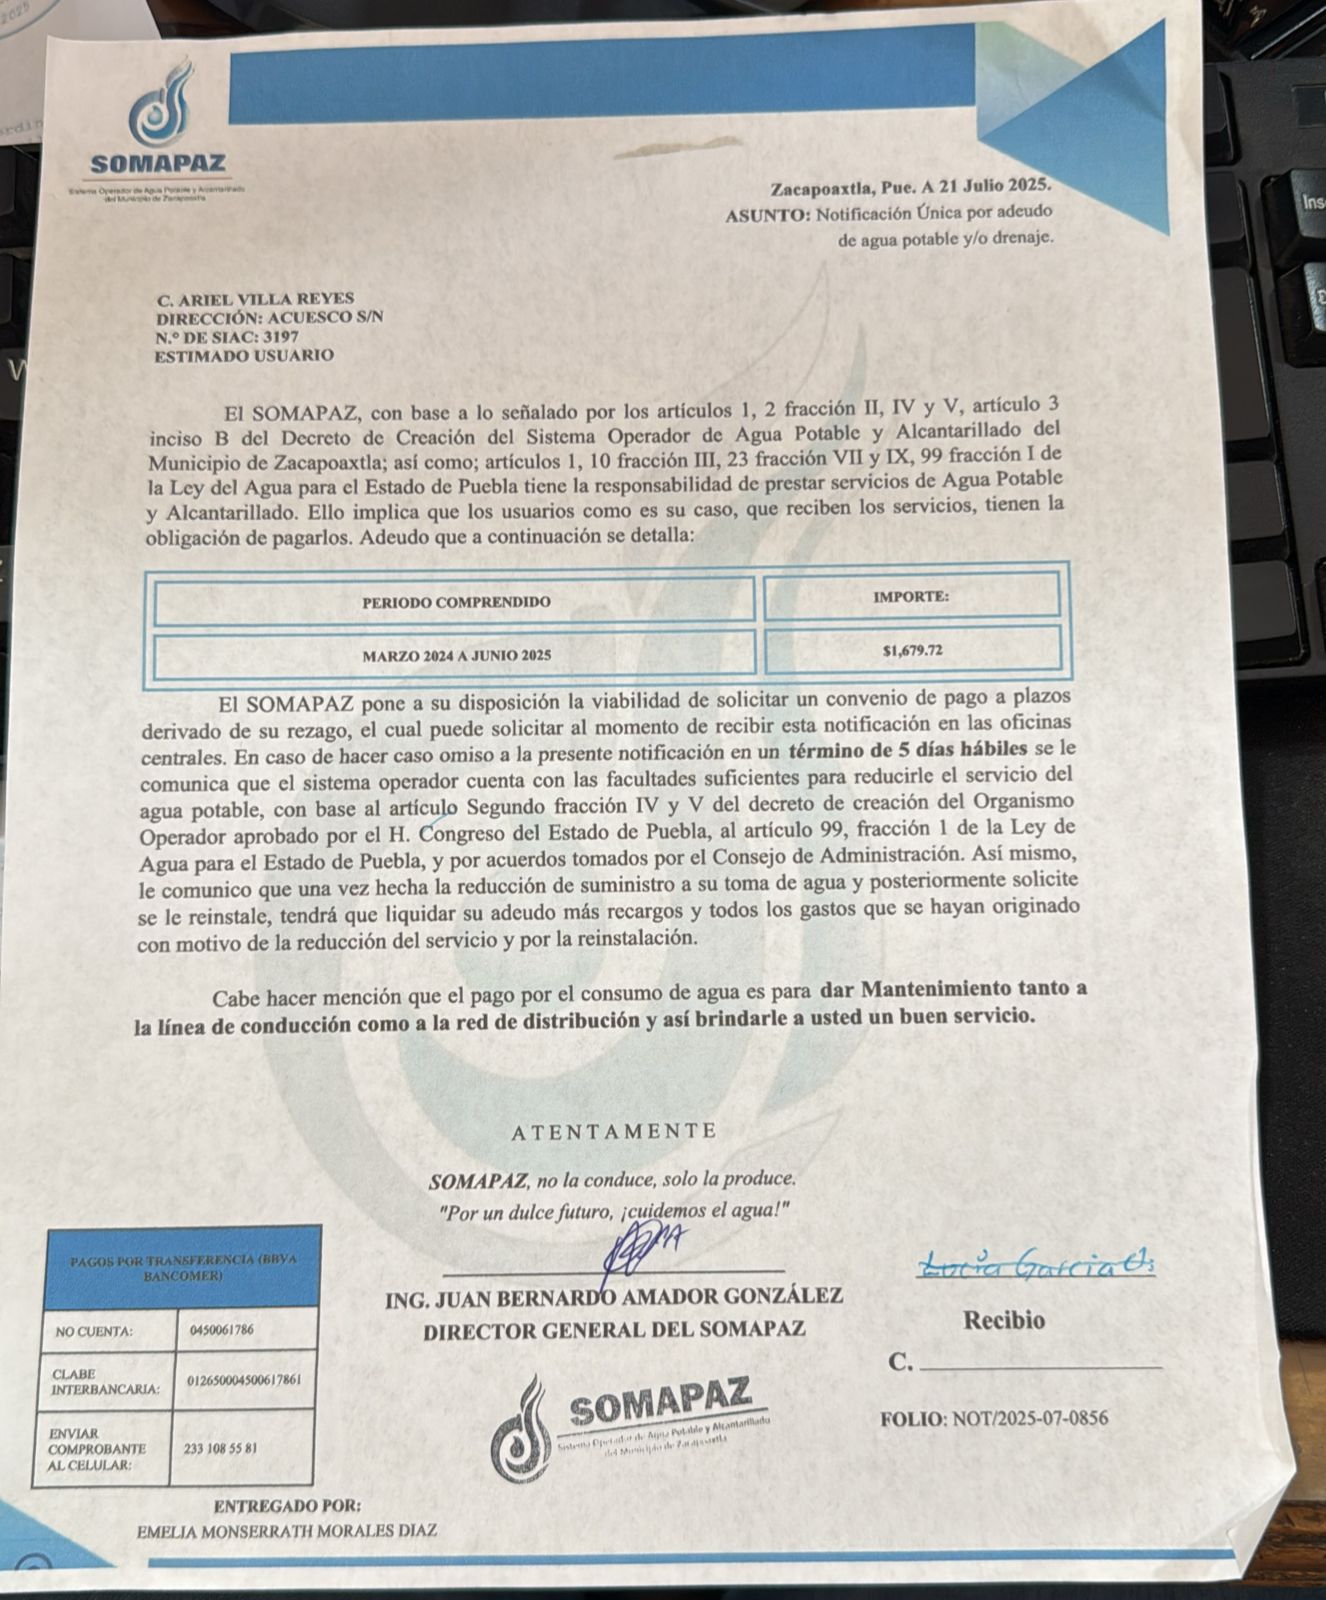 2025
SOMAPAZ
Sistema Operador de Agua Potable y Alcantarillado
del Municipio de Zacapoaxtla
Zacapoaxtla, Pue. A 21 Julio 2025.
ASUNTO: Notificación Única por adeudo
de agua potable y/o drenaje.
C. ARIEL VILLA REYES
DIRECCIÓN: ACUESCO S/N
N.º DE SIAC: 3197
ESTIMADO USUARIO
El SOMAPAZ, con base a lo señalado por los artículos 1, 2 fracción II, IV y V, artículo 3
inciso B del Decreto de Creación del Sistema Operador de Agua Potable y Alcantarillado del
Municipio de Zacapoaxtla; así como; artículos 1, 10 fracción III, 23 fracción VII y IX, 99 fracción I de
la Ley del Agua para el Estado de Puebla tiene la responsabilidad de prestar servicios de Agua Potable
y Alcantarillado. Ello implica que los usuarios como es su caso, que reciben los servicios, tienen la
obligación de pagarlos. Adeudo que a continuación se detalla:
PERIODO COMPRENDIDO IMPORTE:
MARZO 2024 A JUNIO 2025 $1,679.72
El SOMAPAZ pone a su disposición la viabilidad de solicitar un convenio de pago a plazos
derivado de su rezago, el cual puede solicitar al momento de recibir esta notificación en las oficinas
centrales. En caso de hacer caso omiso a la presente notificación en un término de 5 días hábiles se le
comunica que el sistema operador cuenta con las facultades suficientes para reducirle el servicio del
agua potable, con base al artículo Segundo fracción IV y V del decreto de creación del Organismo
Operador aprobado por el H. Congreso del Estado de Puebla, al artículo 99, fracción 1 de la Ley de
Agua para el Estado de Puebla, y por acuerdos tomados por el Consejo de Administración. Así mismo,
le comunico que una vez hecha la reducción de suministro a su toma de agua y posteriormente solicite
se le reinstale, tendrá que liquidar su adeudo más recargos y todos los gastos que se hayan originado
con motivo de la reducción del servicio y por la reinstalación.
Cabe hacer mención que el pago por el consumo de agua es para dar Mantenimiento tanto a
la línea de conducción como a la red de distribución y así brindarle a usted un buen servicio.
ATENTAMENTE
SOMAPAZ, no la conduce, solo la produce.
"Por un dulce futuro, ¡cuidemos el agua!"
ING. JUAN BERNARDO AMADOR GONZÁLEZ
DIRECTOR GENERAL DEL SOMAPAZ
SOMAPAZ
Sistema Operador de Agua Potable y Alcantarillado
del Municipio de Zacapoaxtla
Lucía García
Recibio
C.
FOLIO: NOT/2025-07-0856
PAGOS POR TRANSFERENCIA (BBVA
BANCOMER)
NO CUENTA: 0450061786
CLABE
INTERBANCARIA: 012650004500617861
ENVIAR
COMPROBANTE
AL CELULAR: 233 108 55 81
ENTREGADO POR:
EMELIA MONSERRATH MORALES DIAZ
Ins